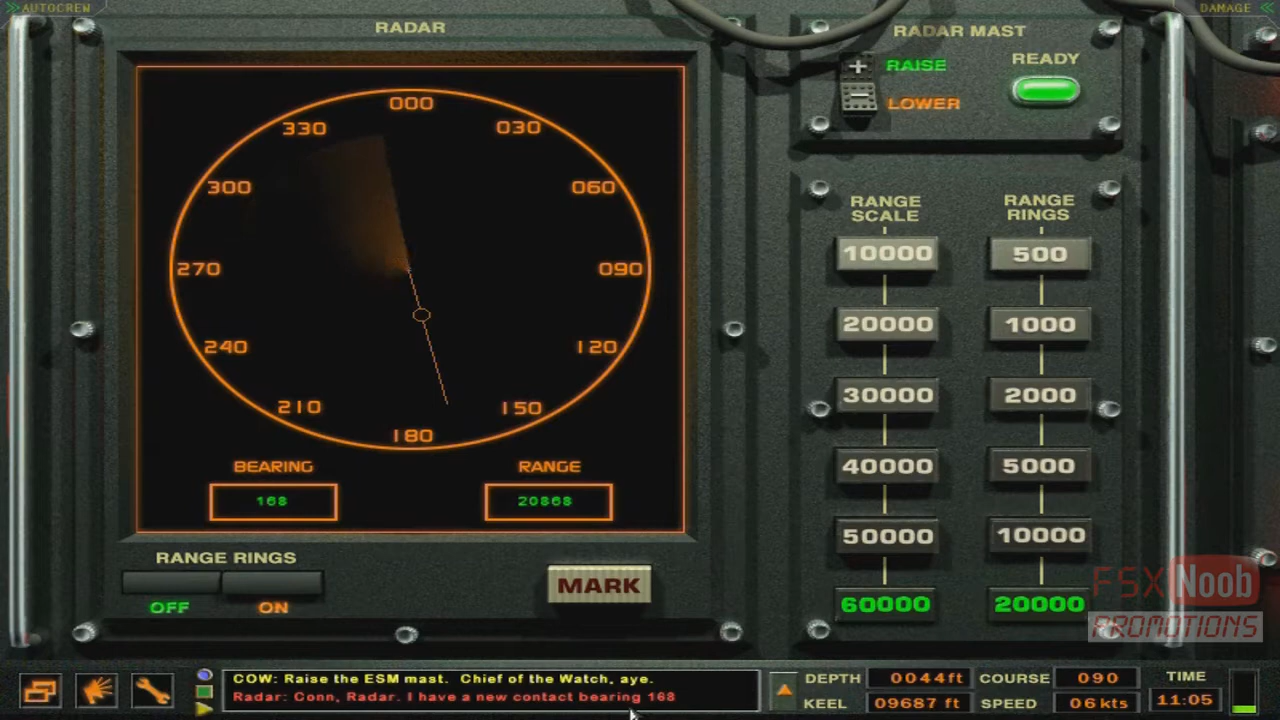 >>AUTOCREW
DAMAGE <<
RADAR
000
030
060
090
120
150
180
210
240
270
300
330
BEARING
168
RANGE
20868
RANGE RINGS
OFF
ON
MARK
RADAR MAST
+ RAISE
- LOWER
READY
RANGE SCALE
10000
20000
30000
40000
50000
60000
RANGE RINGS
500
1000
2000
5000
10000
20000
FSXNoob
PROMOTIONS
COW: Raise the ESM mast. Chief of the Watch, aye.
Radar: Conn, Radar. I have a new contact bearing 168
DEPTH 0044ft
KEEL 09687 ft
COURSE 090
SPEED 06 kts
TIME
11:05